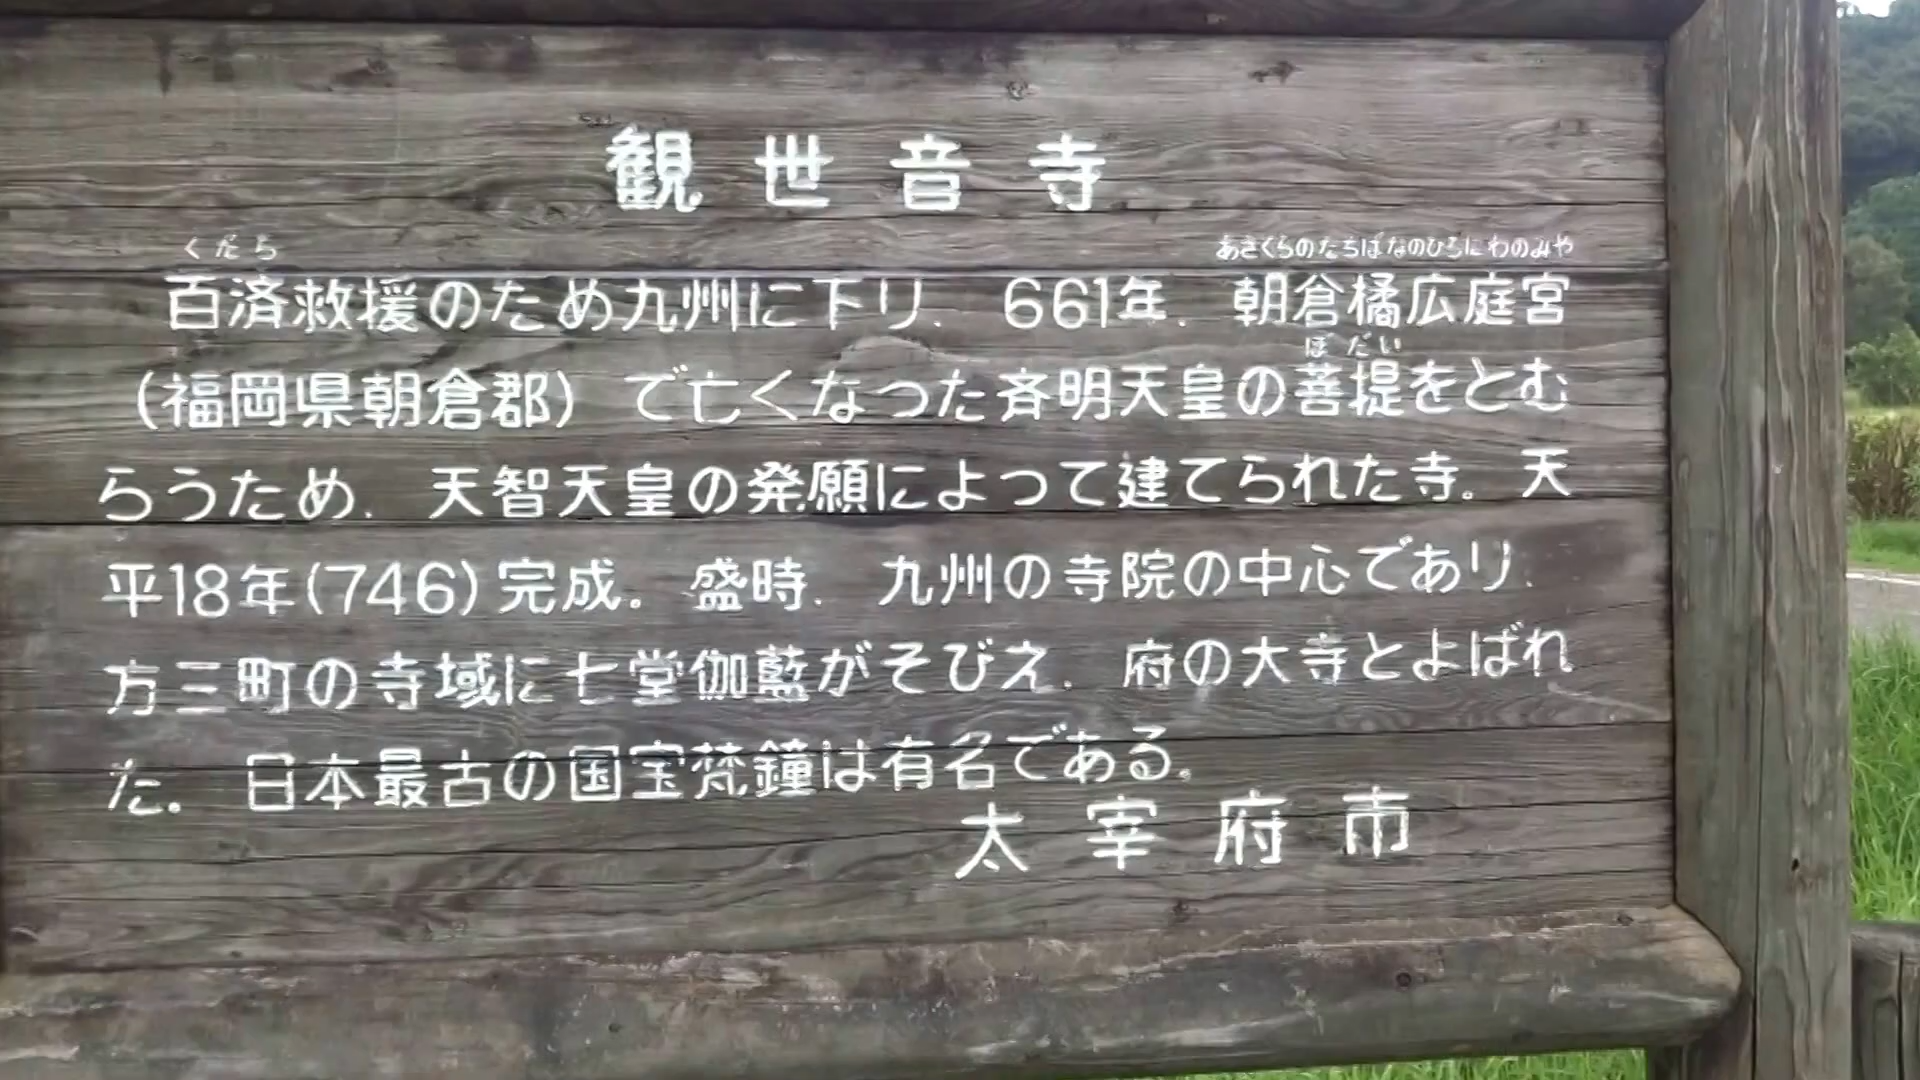 観世音寺
くだら あさくらのたちばなのひろにわのみや
百済救援のため九州に下り、661年、朝倉橘広庭宮
ぼだい
(福岡県朝倉郡)で亡くなった斉明天皇の菩提をとむ
らうため、天智天皇の発願によって建てられた寺。天
平18年(746)完成。盛時、九州の寺院の中心であり、
方三町の寺域に七堂伽藍がそびえ、府の大寺とよばれ
た。日本最古の国宝梵鐘は有名である。
太宰府市